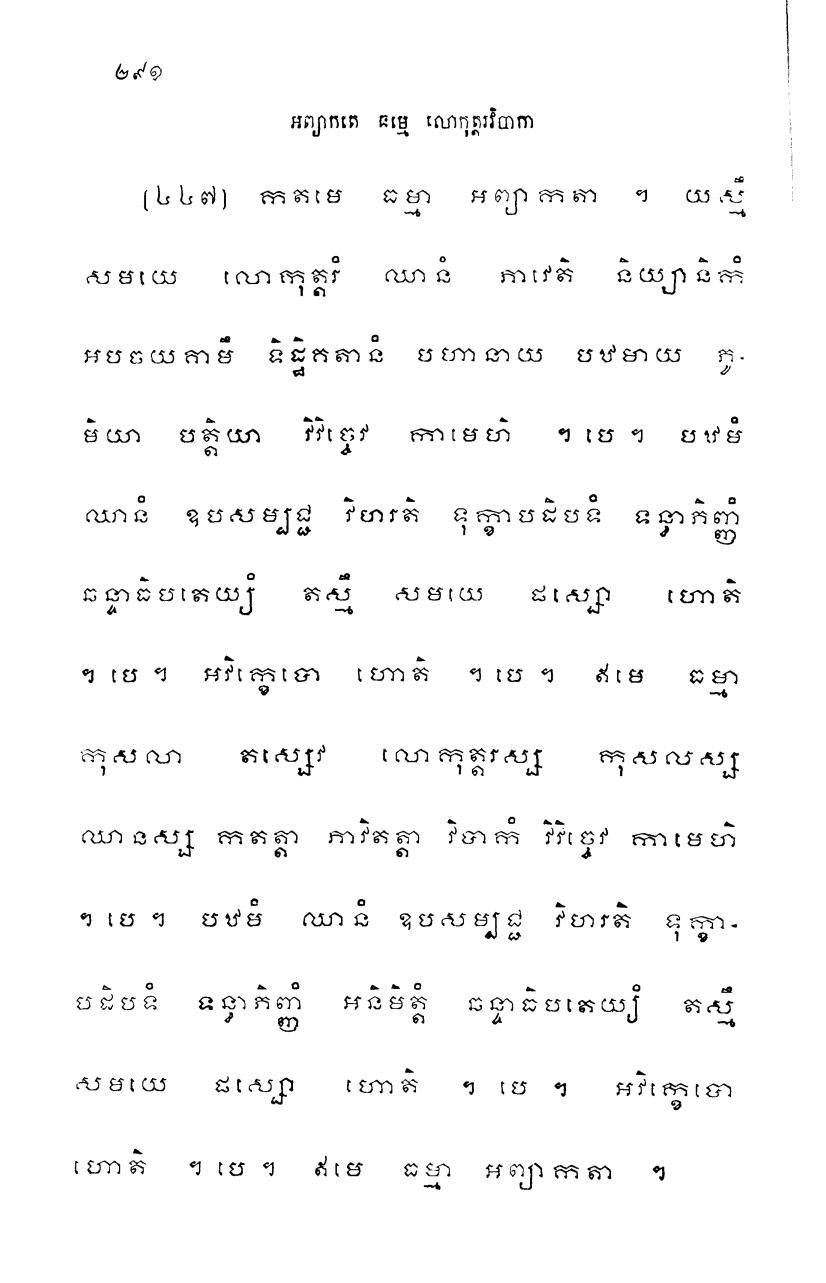 ២៩១
អព្យាកតេ ធម្មេ លោកុត្តរវិបាកា
(៤៤៧) កតមេ ធម្មា អព្យាកតា ។ យស្មឹ
សមយេ លោកុត្តរំ ឈានំ ភាវេតិ និយ្យានិកំ
អបចយគាមឹ ទិដ្ឋិគតានំ បហានាយ បឋមាយ ភូ-
មិយា បត្តិយា វិវិច្ចេវ កាមេហិ ។ បេ ។ បឋមំ
ឈានំ ឧបសម្បជ្ជ វិហរតិ ទុក្ខាបដិបទំ ទន្ធាភិញ្ញំ
ឆន្ទាធិបតេយ្យំ តស្មឹ សមយេ ផស្សោ ហោតិ
។ បេ ។ អវិក្ខេបោ ហោតិ ។ បេ ។ ឥមេ ធម្មា
កុសលា តស្សេវ លោកុត្តរស្ស កុសលស្ស
ឈានស្ស កតត្តា ភាវិតត្តា វិបាកំ វិវិច្ចេវ កាមេហិ
។ បេ ។ បឋមំ ឈានំ ឧបសម្បជ្ជ វិហរតិ ទុក្ខា-
បដិបទំ ទន្ធាភិញ្ញំ អនិមិត្តំ ឆន្ទាធិបតេយ្យំ តស្មឹ
សមយេ ផស្សោ ហោតិ ។ បេ ។ អវិក្ខេបោ
ហោតិ ។ បេ ។ ឥមេ ធម្មា អព្យាកតា ។